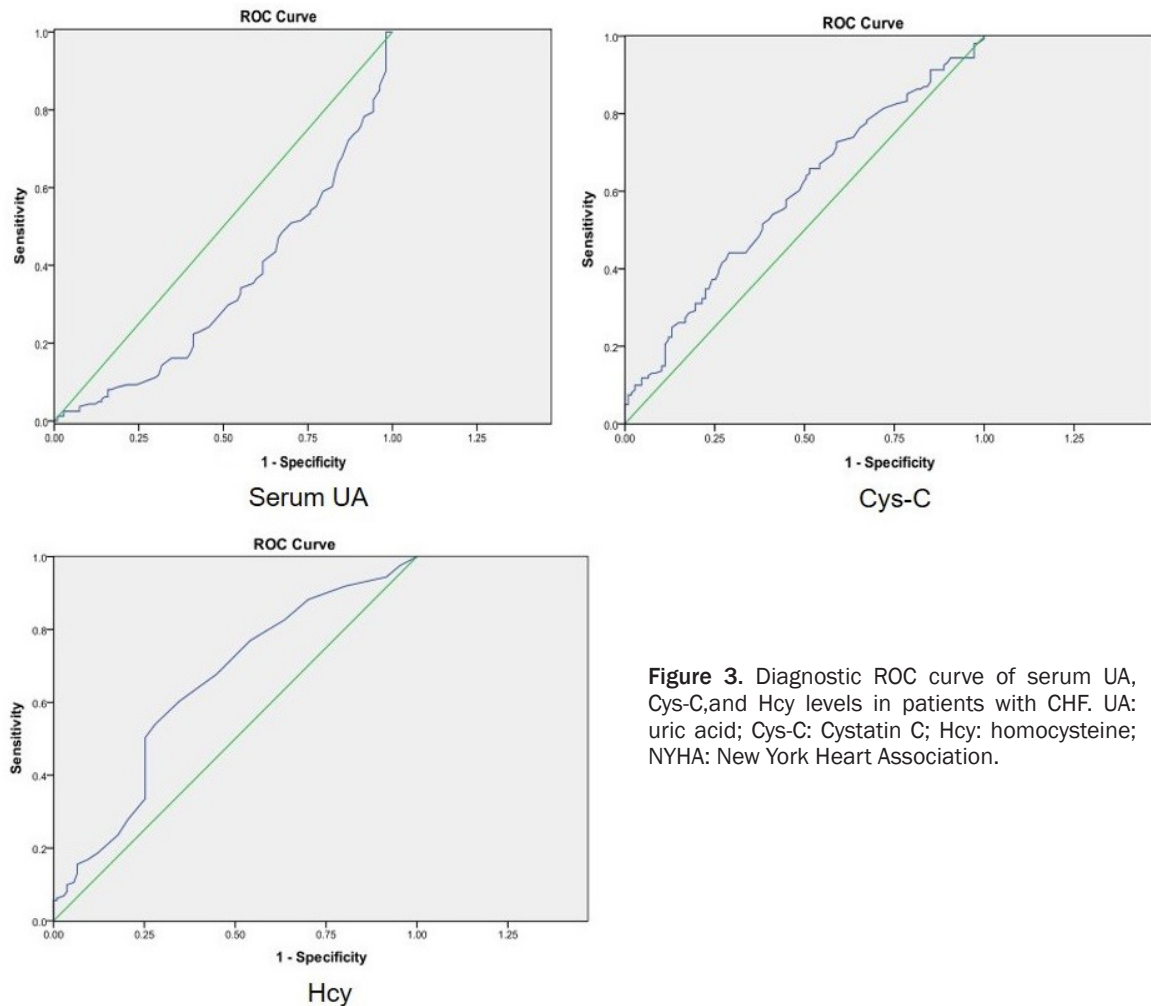 ROC Curve
1.0
0.8
0.6
0.4
0.2
0.0
Sensitivity
0.00 0.25 0.50 0.75 1.00 1.25
1 - Specificity
Serum UA
ROC Curve
1.0
0.8
0.6
0.4
0.2
0.0
Sensitivity
0.00 0.25 0.50 0.75 1.00 1.25
1 - Specificity
Cys-C
ROC Curve
1.0
0.8
0.6
0.4
0.2
0.0
Sensitivity
0.00 0.25 0.50 0.75 1.00 1.25
1 - Specificity
Hcy
Figure 3. Diagnostic ROC curve of serum UA,
Cys-C,and Hcy levels in patients with CHF. UA:
uric acid; Cys-C: Cystatin C; Hcy: homocysteine;
NYHA: New York Heart Association.